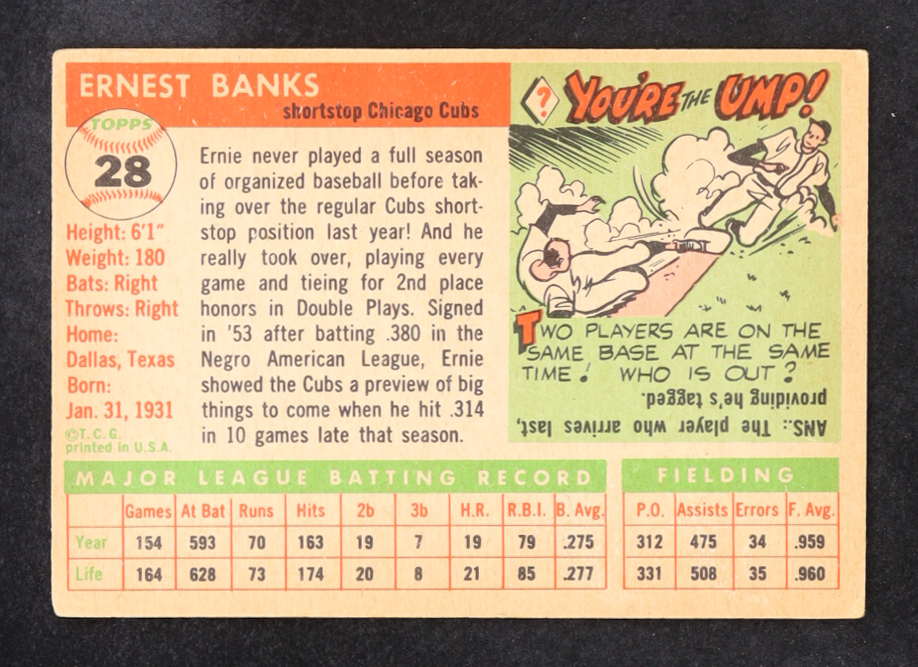 ERNEST BANKS
shortstop Chicago Cubs
TOPPS
28
Height: 6'1"
Weight: 180
Bats: Right
Throws: Right
Home:
Dallas, Texas
Born:
Jan. 31, 1931
©T.C.G.
printed in U.S.A.
Ernie never played a full season
of organized baseball before tak-
ing over the regular Cubs short-
stop position last year! And he
really took over, playing every
game and tieing for 2nd place
honors in Double Plays. Signed
in '53 after batting .380 in the
Negro American League, Ernie
showed the Cubs a preview of big
things to come when he hit .314
in 10 games late that season.
?
YOU'RE THE UMP!
TWO PLAYERS ARE ON THE
SAME BASE AT THE SAME
TIME! WHO IS OUT?
ANS.: The player who arrives last,
providing he's tagged.
MAJOR LEAGUE BATTING RECORD
Games At Bat Runs Hits 2b 3b H.R. R.B.I. B. Avg.
Year 154 593 70 163 19 7 19 79 .275
Life 164 628 73 174 20 8 21 85 .277
FIELDING
P.O. Assists Errors F. Avg.
312 475 34 .959
331 508 35 .960